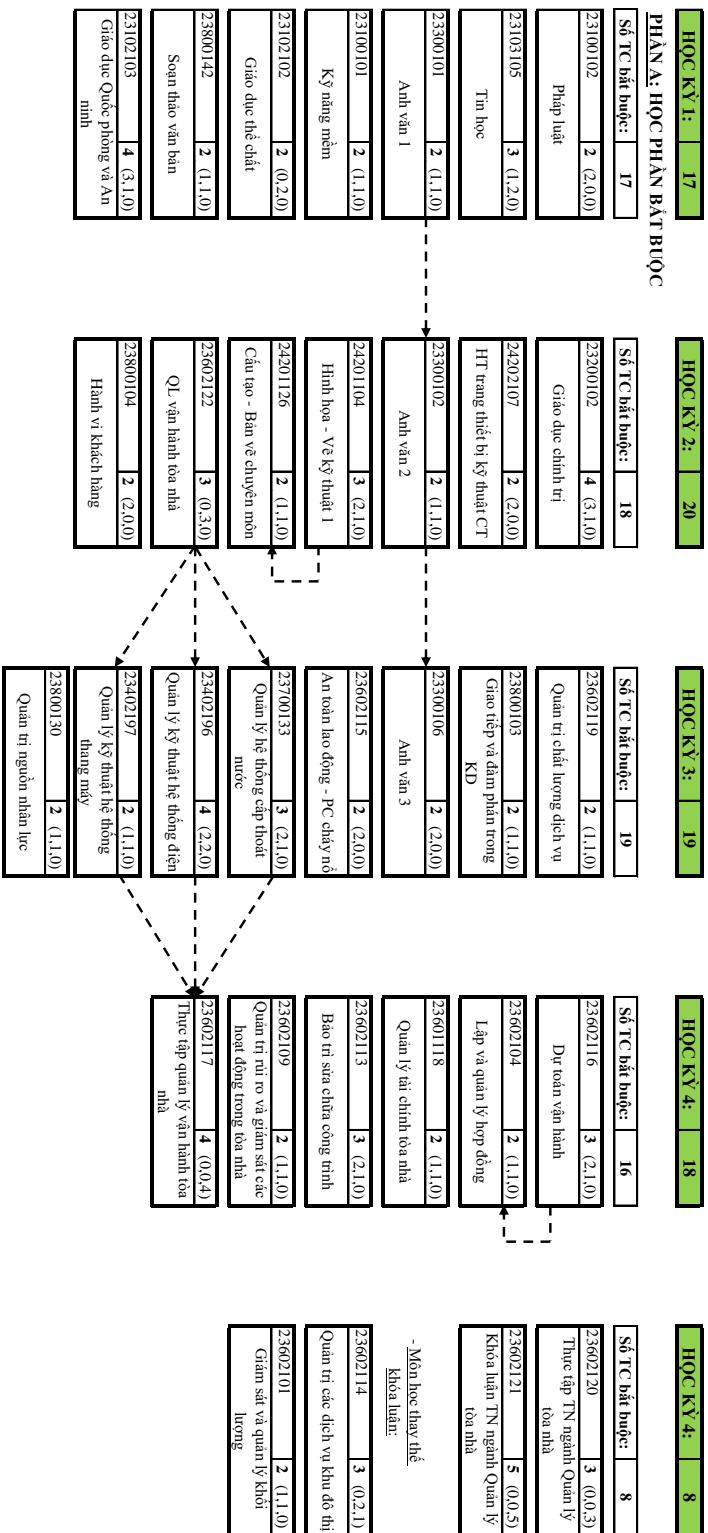 HỌC KỲ 1: 17
PHẦN A: HỌC PHẦN BẮT BUỘC
Số TC bắt buộc: 17
23100102 2 (2,0,0)
Pháp luật
23103105 3 (1,2,0)
Tin học
23300101 2 (1,1,0)
Anh văn 1
23100101 2 (1,1,0)
Kỹ năng mềm
23102102 2 (0,2,0)
Giáo dục thể chất
23800142 2 (1,1,0)
Soạn thảo văn bản
23102103 4 (3,1,0)
Giáo dục Quốc phòng và An
ninh
HỌC KỲ 2: 20
Số TC bắt buộc: 18
23200102 4 (3,1,0)
Giáo dục chính trị
24202107 2 (2,0,0)
HT trang thiết bị kỹ thuật CT
23300102 2 (1,1,0)
Anh văn 2
24201104 3 (2,1,0)
Hình họa - Vẽ kỹ thuật 1
24201126 2 (1,1,0)
Cấu tạo - Bản vẽ chuyên môn
23602122 3 (0,3,0)
QL vận hành tòa nhà
23800104 2 (2,0,0)
Hành vi khách hàng
HỌC KỲ 3: 19
Số TC bắt buộc: 19
23602119 2 (1,1,0)
Quản trị chất lượng dịch vụ
23800103 2 (1,1,0)
Giao tiếp và đàm phán trong
KD
23300106 2 (2,0,0)
Anh văn 3
23602115 2 (2,0,0)
An toàn lao động - PC cháy nổ
23700133 3 (2,1,0)
Quản lý hệ thống cấp thoát
nước
23402196 4 (2,2,0)
Quản lý kỹ thuật hệ thống điện
23402197 2 (1,1,0)
Quản lý kỹ thuật hệ thống
thang máy
23800130 2 (1,1,0)
Quản trị nguồn nhân lực
HỌC KỲ 4: 18
Số TC bắt buộc: 16
23602116 3 (2,1,0)
Dự toán vận hành
23602104 2 (1,1,0)
Lập và quản lý hợp đồng
23601118 2 (1,1,0)
Quản lý tài chính tòa nhà
23602113 3 (2,1,0)
Bảo trì sửa chữa công trình
23602109 2 (1,1,0)
Quản trị rủi ro và giám sát các
hoạt động trong tòa nhà
23602117 4 (0,0,4)
Thực tập quản lý vận hành tòa
nhà
HỌC KỲ 4: 8
Số TC bắt buộc: 8
23602120 3 (0,0,3)
Thực tập TN ngành Quản lý
tòa nhà
23602121 5 (0,0,5)
Khóa luận TN ngành Quản lý
tòa nhà
- Môn học thay thế
khóa luận:
23602114 3 (0,2,1)
Quản trị các dịch vụ khu đô thị
23602101 2 (1,1,0)
Giám sát và quản lý khối
lượng